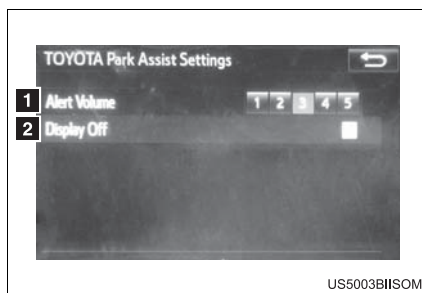 TOYOTA Park Assist Settings
1 Alert Volume 1 2 3 4 5
2 Display Off
US5003BIISOM